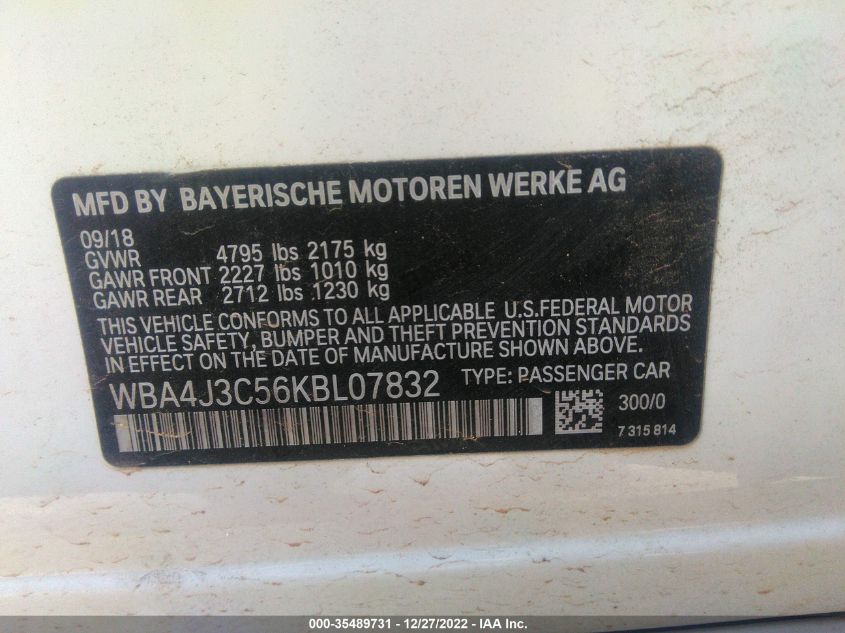 MFD BY BAYERISCHE MOTOREN WERKE AG
09/18
GVWR 4795 lbs 2175 kg
GAWR FRONT 2227 lbs 1010 kg
GAWR REAR 2712 lbs 1230 kg
THIS VEHICLE CONFORMS TO ALL APPLICABLE U.S.FEDERAL MOTOR
VEHICLE SAFETY, BUMPER AND THEFT PREVENTION STANDARDS
IN EFFECT ON THE DATE OF MANUFACTURE SHOWN ABOVE.
WBA4J3C56KBL07832 TYPE: PASSENGER CAR
300/0
7 315 814
000-35489731 - 12/27/2022 - IAA Inc.